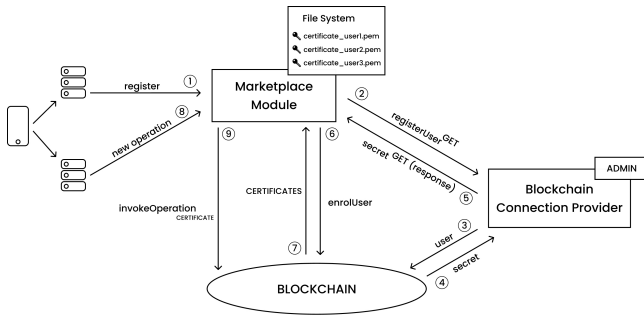 File System
certificate_user1.pem
certificate_user2.pem
certificate_user3.pem
register
1
Marketplace
Module
2
registerUser GET
8
new operation
9
6
secret GET (response)
5
ADMIN
Blockchain
Connection Provider
CERTIFICATES
enrolUser
invokeOperation
CERTIFICATE
3
user
7
4
secret
BLOCKCHAIN